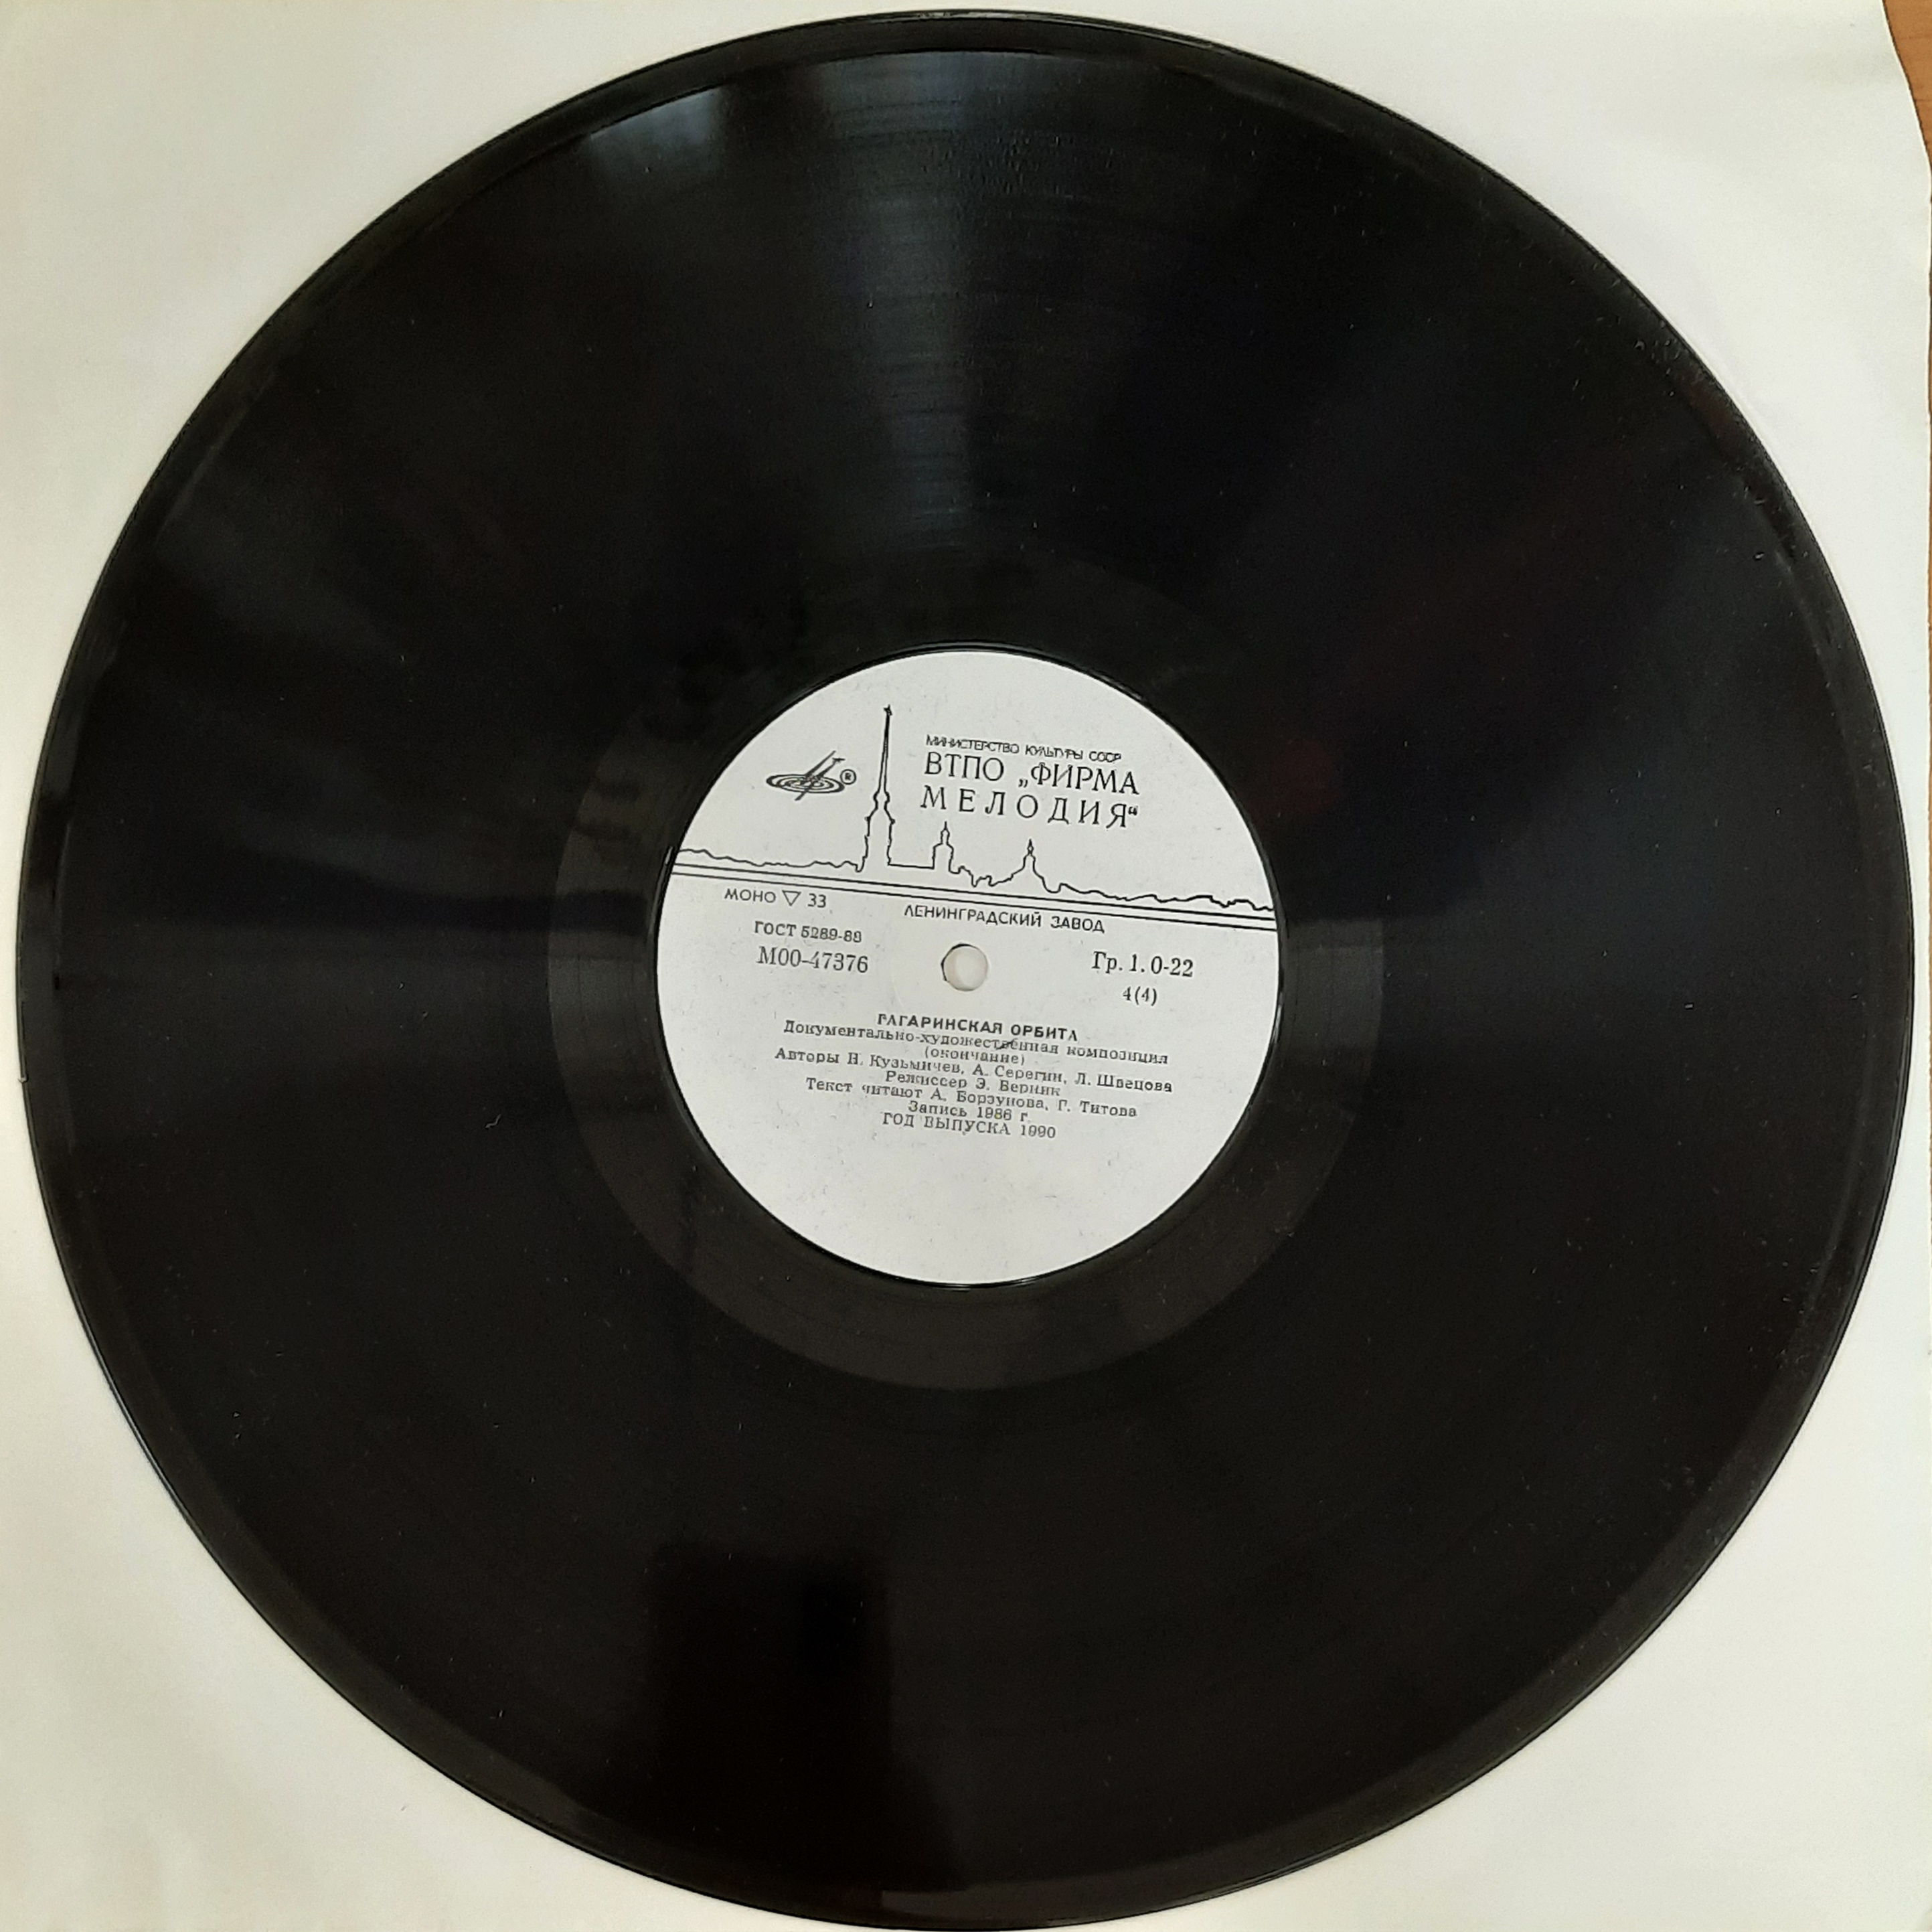 МИНИСТЕРСТВО КУЛЬТУРЫ СССР
ВТПО „ФИРМА
МЕЛОДИЯ“
®
МОНО ▽ 33
ЛЕНИНГРАДСКИЙ ЗАВОД
ГОСТ 5289-88
М00-47376
Гр. 1. 0-22
4(4)
ГАГАРИНСКАЯ ОРБИТА
Документально-художественная композиция
(окончание)
Авторы Н. Кузьмичев, А. Серегин, Л. Швецова
Режиссер Э. Верник
Текст читают А. Борзунова, Г. Титова
Запись 1986 г.
ГОД ВЫПУСКА 1990